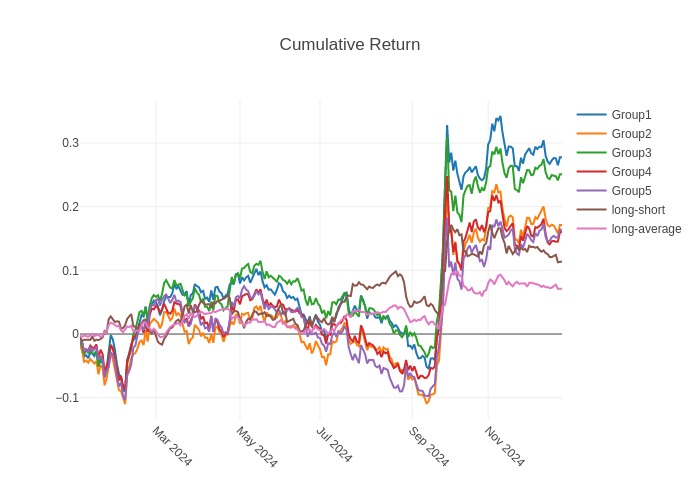 Cumulative Return
0.3
0.2
0.1
0
−0.1
Mar 2024
May 2024
Jul 2024
Sep 2024
Nov 2024
Group1
Group2
Group3
Group4
Group5
long-short
long-average